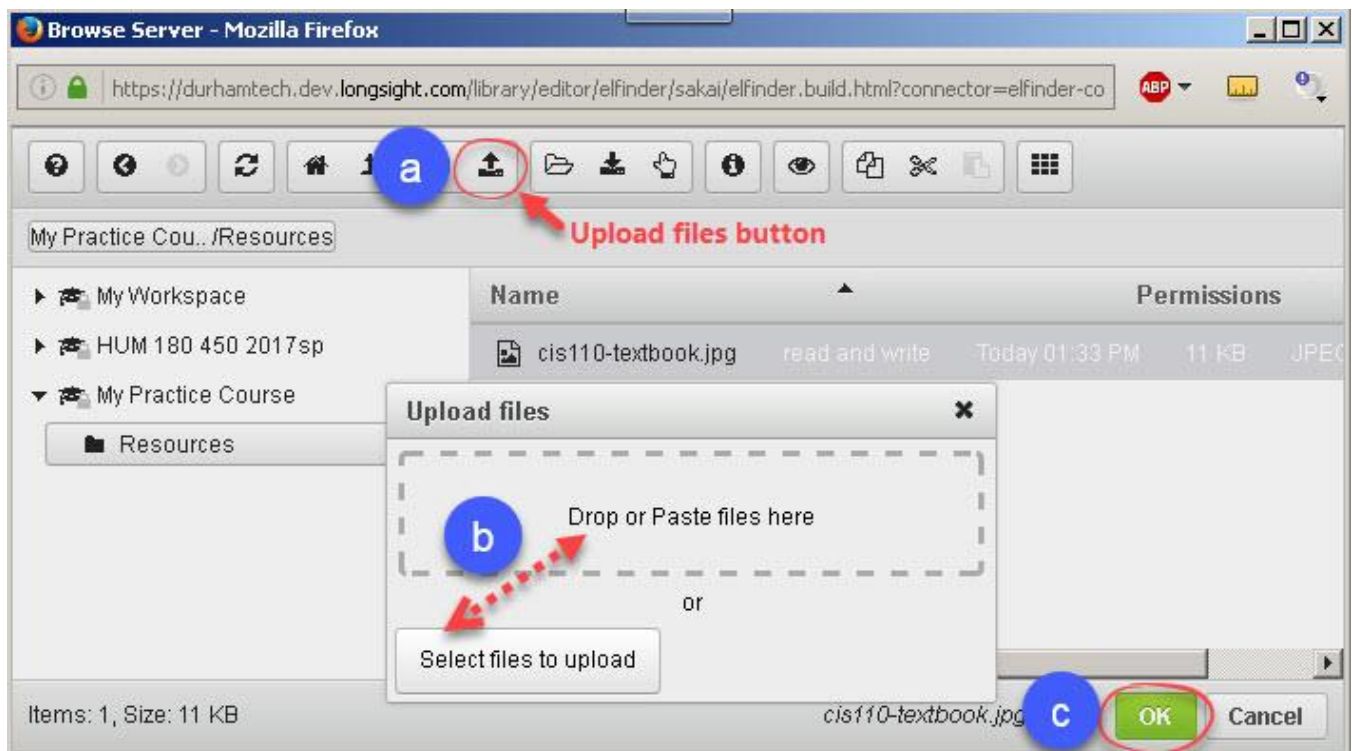 Browse Server - Mozilla Firefox
https://durhamtech.dev.longsight.com/library/editor/elfinder/sakai/elfinder.build.html?connector=elfinder-co
ABP
a
Upload files button
My Practice Cou.. /Resources
My Workspace
HUM 180 450 2017sp
My Practice Course
Resources
Name Permissions
cis110-textbook.jpg read and write Today 01:33 PM 11 KB JPEG
Upload files
b
Drop or Paste files here
or
Select files to upload
Items: 1, Size: 11 KB
cis110-textbook.jpg
c
OK
Cancel